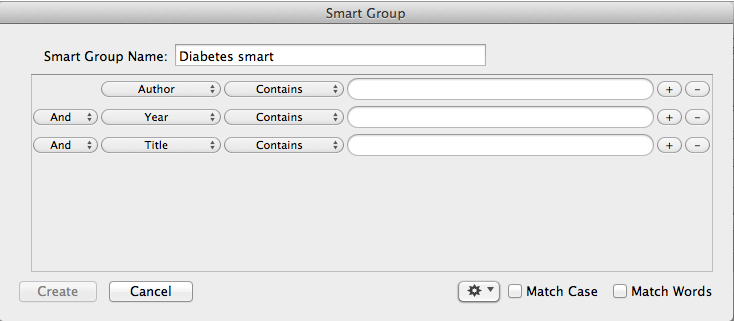 Smart Group
Smart Group Name: Diabetes smart
Author Contains + -
And Year Contains + -
And Title Contains + -
Create Cancel Match Case Match Words